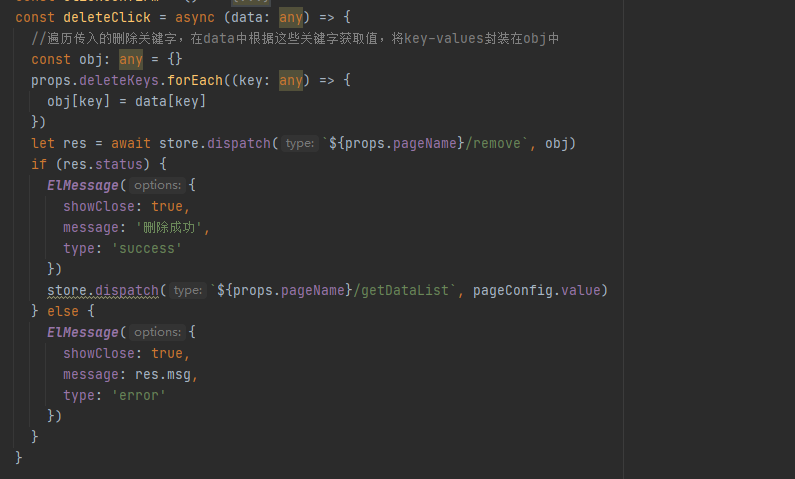 const deleteClick = async (data: any) => {
//遍历传入的删除关键字，在data中根据这些关键字获取值，将key-values封装在obj中
const obj: any = {}
props.deleteKeys.forEach((key: any) => {
obj[key] = data[key]
})
let res = await store.dispatch( type: `${props.pageName}/remove`, obj)
if (res.status) {
ElMessage( options: {
showClose: true,
message: '删除成功',
type: 'success'
})
store.dispatch( type: `${props.pageName}/getDataList`, pageConfig.value)
} else {
ElMessage( options: {
showClose: true,
message: res.msg,
type: 'error'
})
}
}